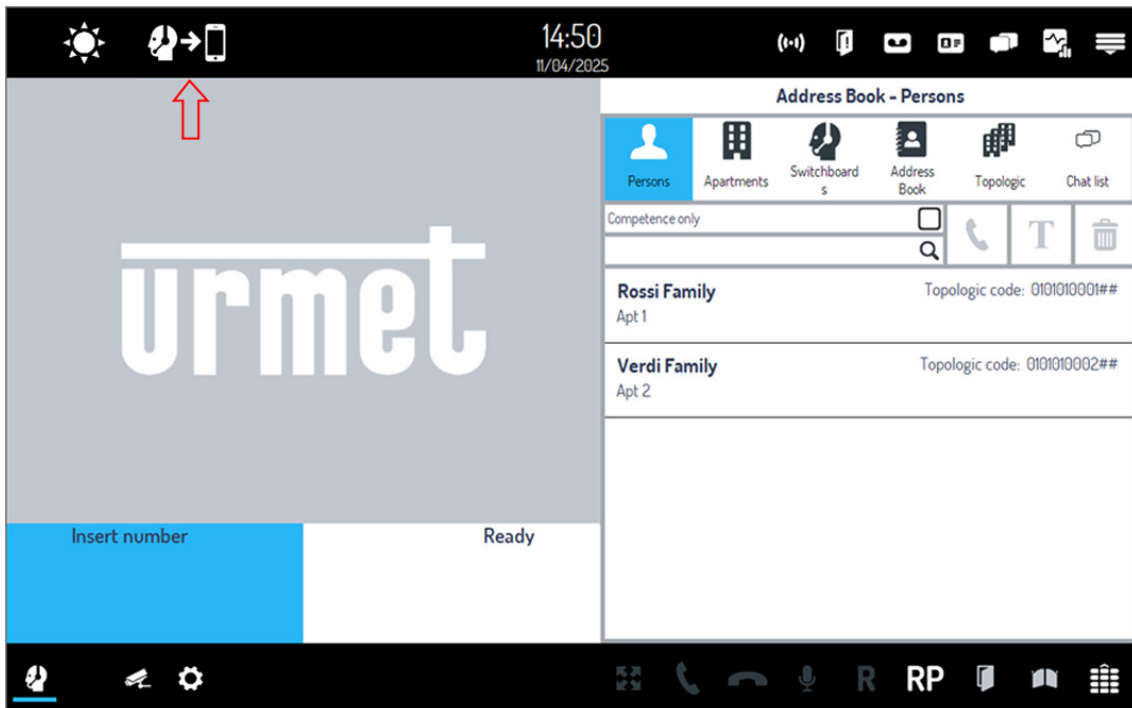 14:50
11/04/2025
Address Book - Persons
Persons
Apartments
Switchboard
s
Address
Book
Topologic
Chat list
Competence only
T
urmet
Rossi Family
Topologic code: 0101010001##
Apt 1
Verdi Family
Topologic code: 0101010002##
Apt 2
Insert number
Ready
R
RP